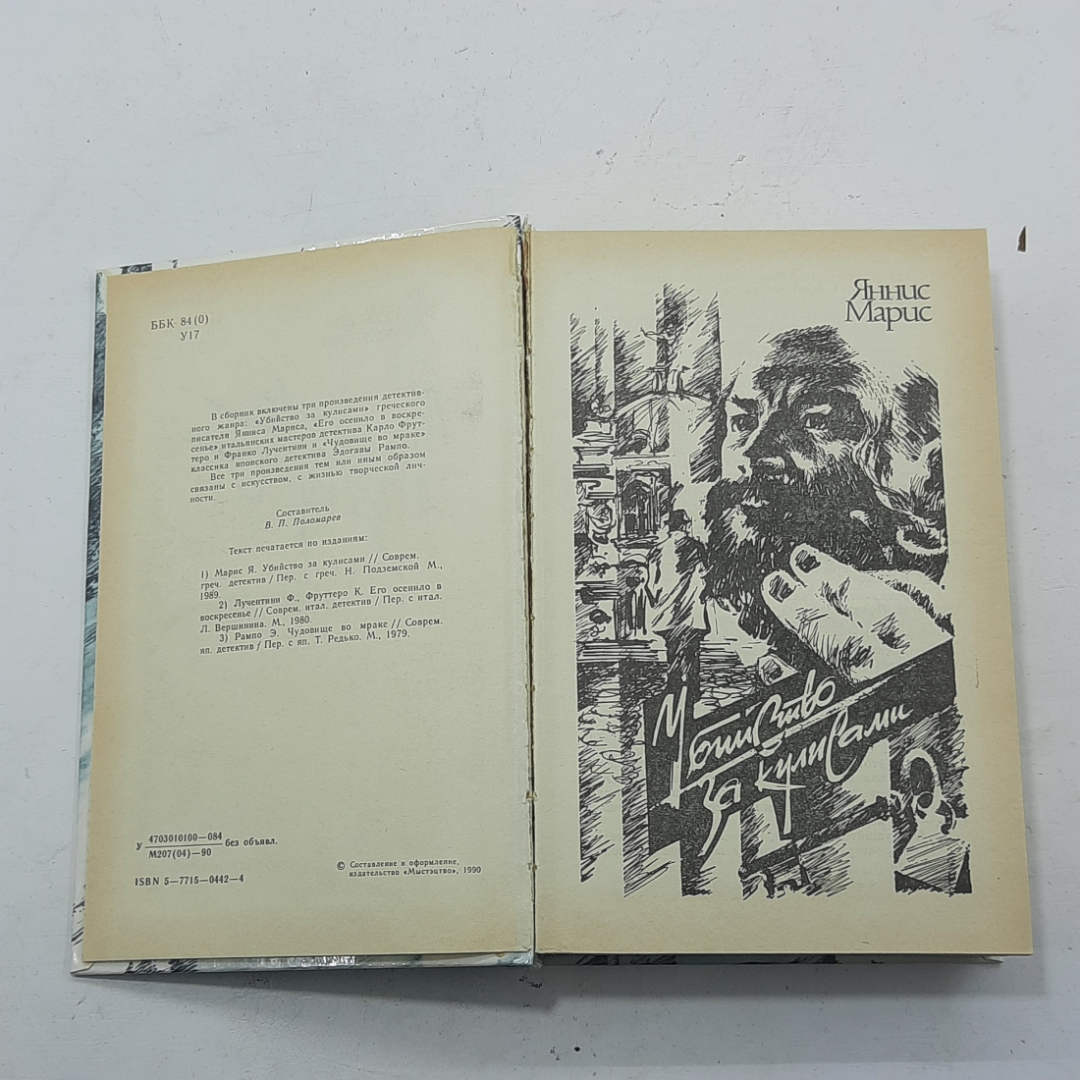 ББК 84(0)
У17
В сборник включены три произведения детектив-
ного жанра: «Убийство за кулисами» греческого
писателя Янниса Мариса, «Его осенило в воскре-
сенье» итальянских мастеров детектива Карло Фрут-
теро и Франко Лучентини и «Чудовище во мраке»
классика японского детектива Эдогавы Рампо.
Все три произведения тем или иным образом
связаны с искусством, с жизнью творческой лич-
ности.
Составитель
В. П. Поломарев
Текст печатается по изданиям:
1) Марис Я. Убийство за кулисами // Соврем.
греч. детектив / Пер. с греч. Н. Подземской М.,
1989.
2) Лучентини Ф., Фруттеро К. Его осенило в
воскресенье // Соврем. итал. детектив / Пер. с итал.
Л. Вершинина. М., 1980.
3) Рампо Э. Чудовище во мраке // Соврем.
яп. детектив / Пер. с яп. Т. Редько. М., 1979.
У 4703010100—084 без объявл.
М207(04)—90
ISBN 5—7715—0442—4
© Составление и оформление,
издательство «Мыстэцтво», 1990
Яннис
Марис
Убийство
за кулисами